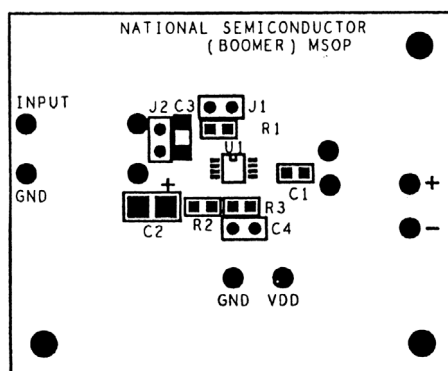 NATIONAL SEMICONDUCTOR
(BOOMER) MSOP
INPUT
J2 C3 J1
R1
U1
GND
+
C1
+
C2
R2
R3
C4
−
GND VDD